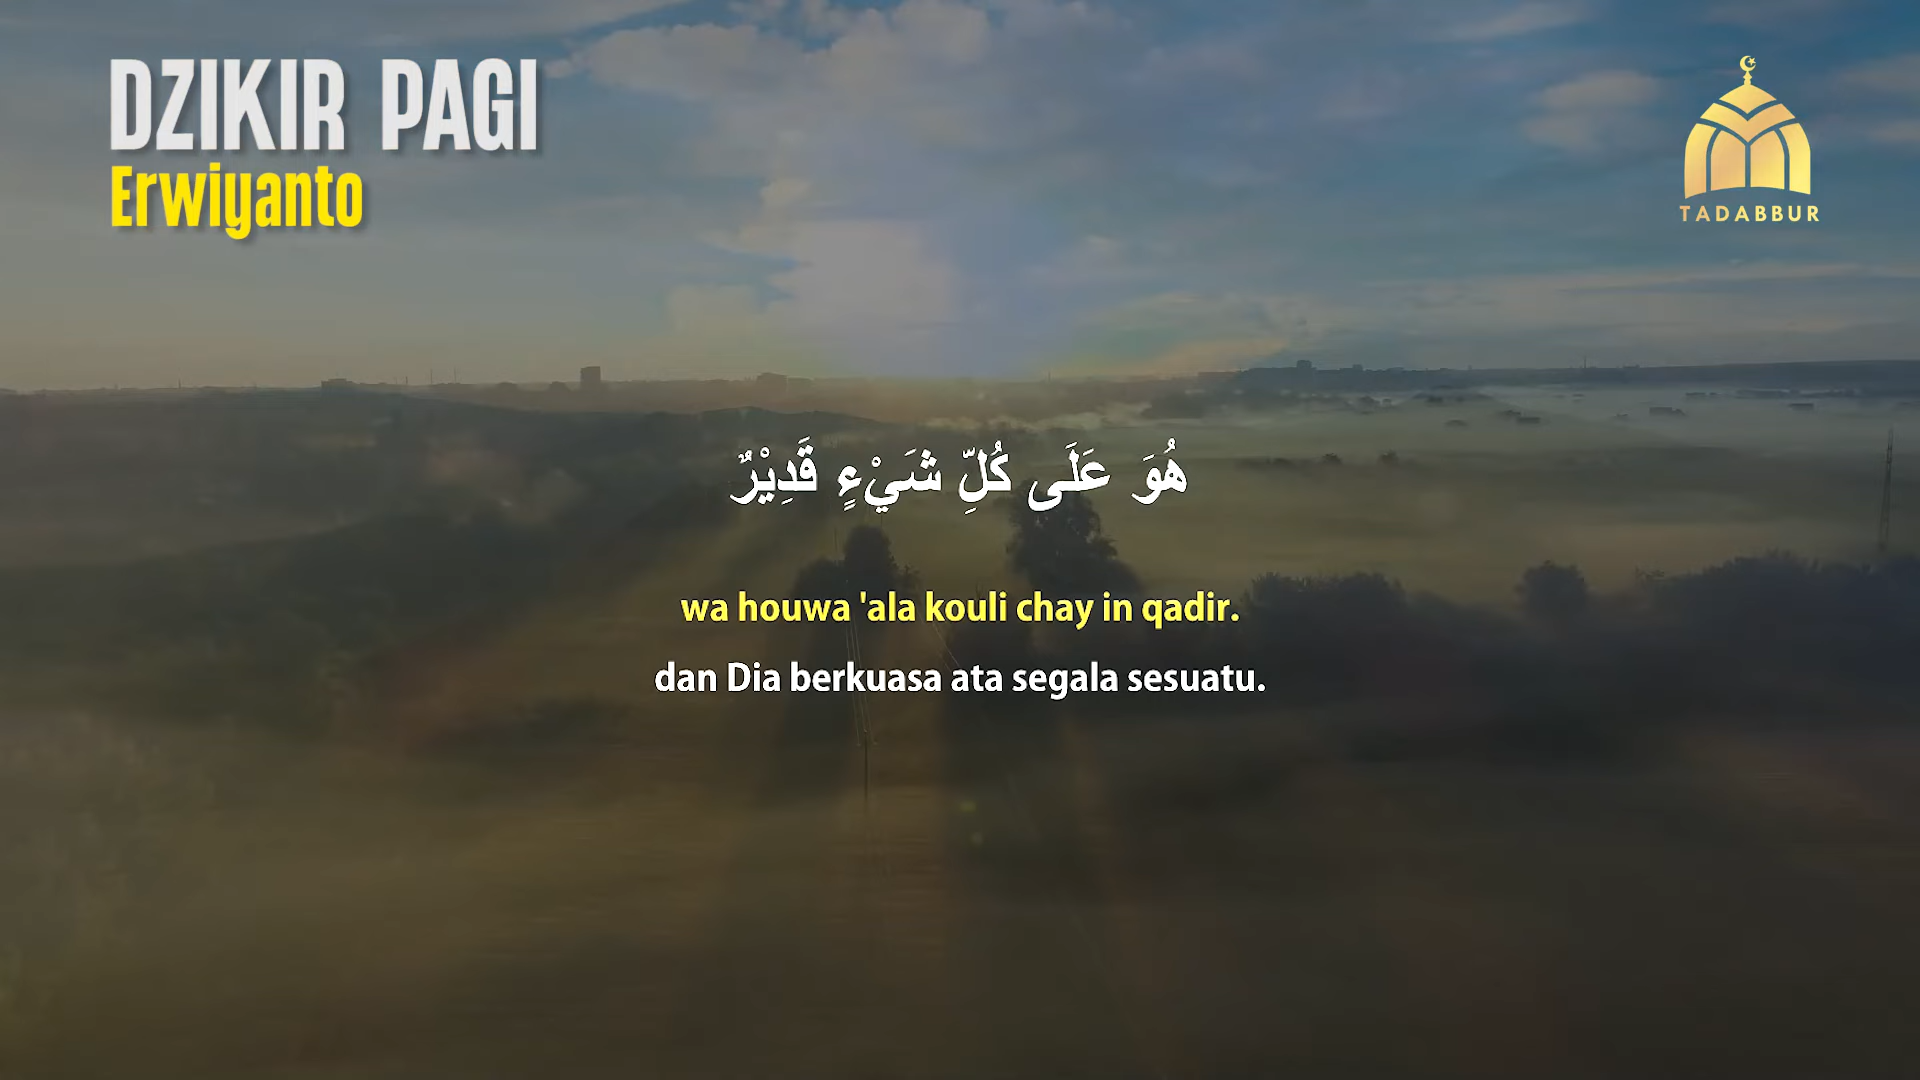 DZIKIR PAGI
Erwiyanto
TADABBUR
هُوَ عَلَى كُلِّ شَيْءٍ قَدِيْرٌ
wa houwa 'ala kouli chay in qadir.
dan Dia berkuasa ata segala sesuatu.